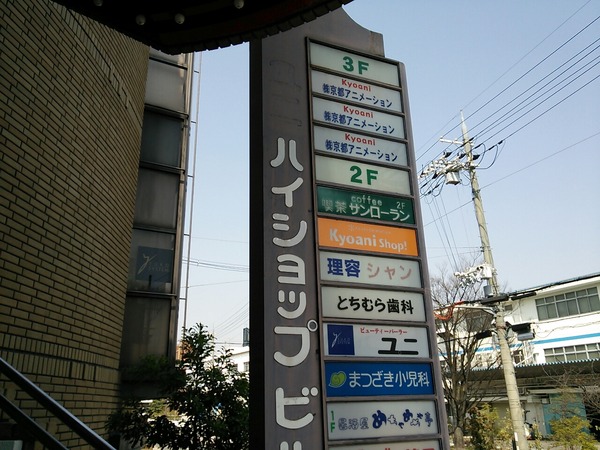 ハイショップビ
3F
Kyoani
㈱京都アニメーション
Kyoani
㈱京都アニメーション
Kyoani
㈱京都アニメーション
2F
coffee 2F
喫茶 サンローラン
Kyoani Shop!
理容 シャン
とちむら歯科
ビューティーパーラー
ユニ
まつざき小児科
1F